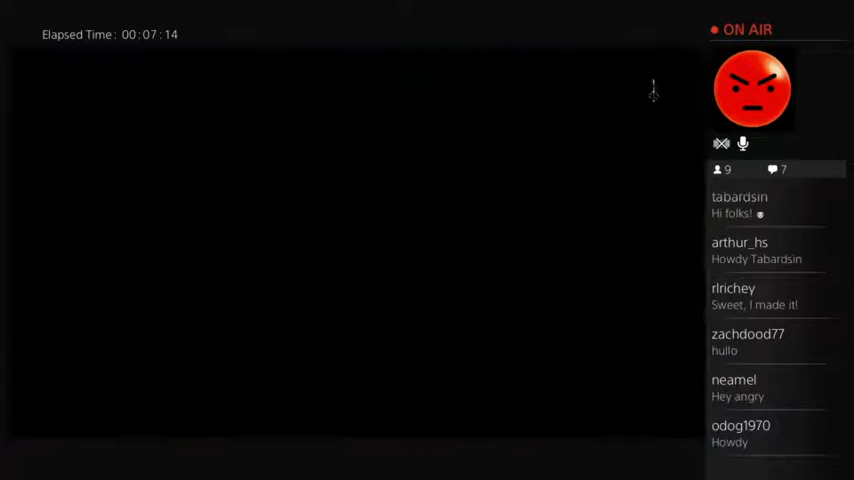 Elapsed Time: 00:07:14
ON AIR
9
7
tabardsin
Hi folks!
arthur_hs
Howdy Tabardsin
rlrichey
Sweet, I made it!
zachdood77
hullo
neamel
Hey angry
odog1970
Howdy